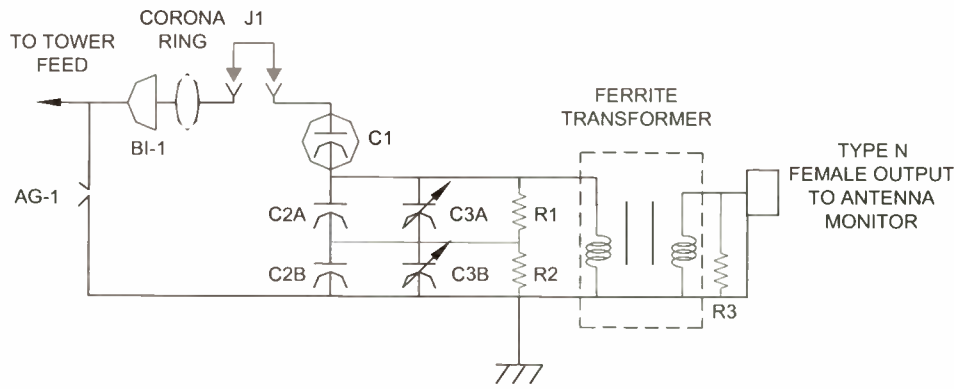 CORONA
RING
J1
TO TOWER
FEED
BI-1
C1
FERRITE
TRANSFORMER
TYPE N
FEMALE OUTPUT
TO ANTENNA
MONITOR
AG-1
C2A
C3A
R1
C2B
C3B
R2
R3